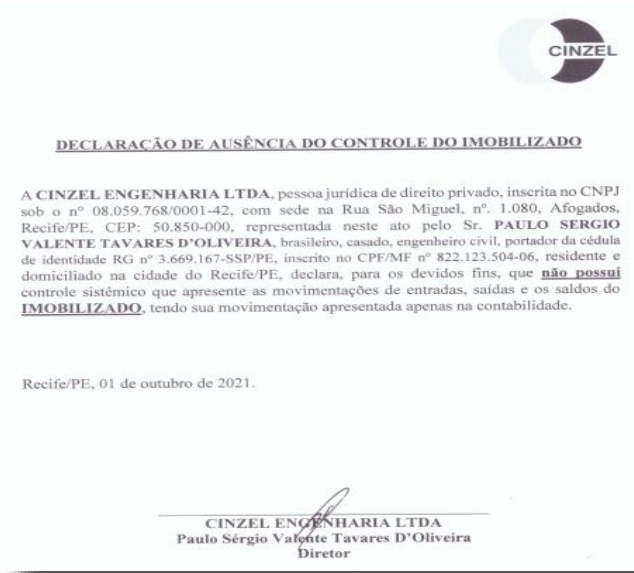 CINZEL
DECLARAÇÃO DE AUSÊNCIA DO CONTROLE DO IMOBILIZADO
A CINZEL ENGENHARIA LTDA, pessoa jurídica de direito privado, inscrita no CNPJ
sob o nº 08.059.768/0001-42, com sede na Rua São Miguel, nº. 1.080, Afogados,
Recife/PE, CEP: 50.850-000, representada neste ato pelo Sr. PAULO SERGIO
VALENTE TAVARES D'OLIVEIRA, brasileiro, casado, engenheiro civil, portador da cédula
de identidade RG nº 3.669.167-SSP/PE, inscrito no CPF/MF nº 822.123.504-06, residente e
domiciliado na cidade do Recife/PE, declara, para os devidos fins, que não possui
controle sistêmico que apresente as movimentações de entradas, saídas e os saldos do
IMOBILIZADO, tendo sua movimentação apresentada apenas na contabilidade.
Recife/PE, 01 de outubro de 2021.
CINZEL ENGENHARIA LTDA
Paulo Sérgio Valente Tavares D'Oliveira
Diretor